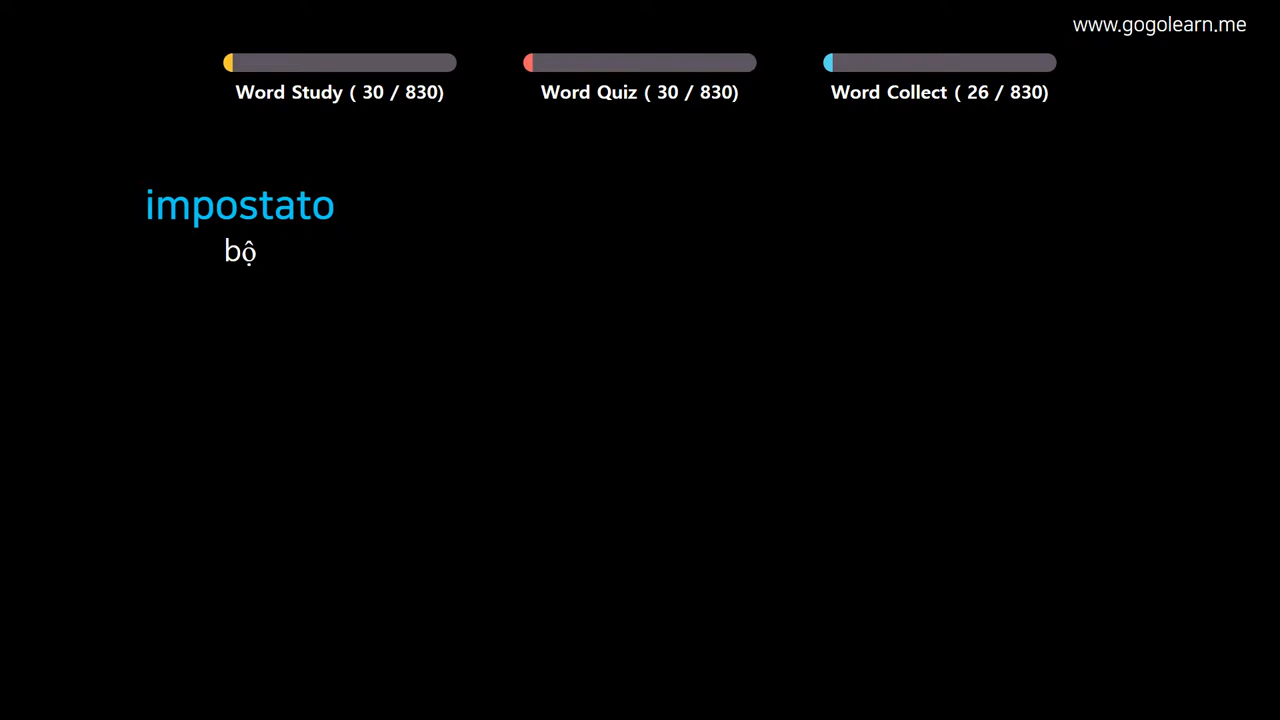 www.gogolearn.me
Word Study ( 30 / 830)
Word Quiz ( 30 / 830)
Word Collect ( 26 / 830)
impostato
bộ